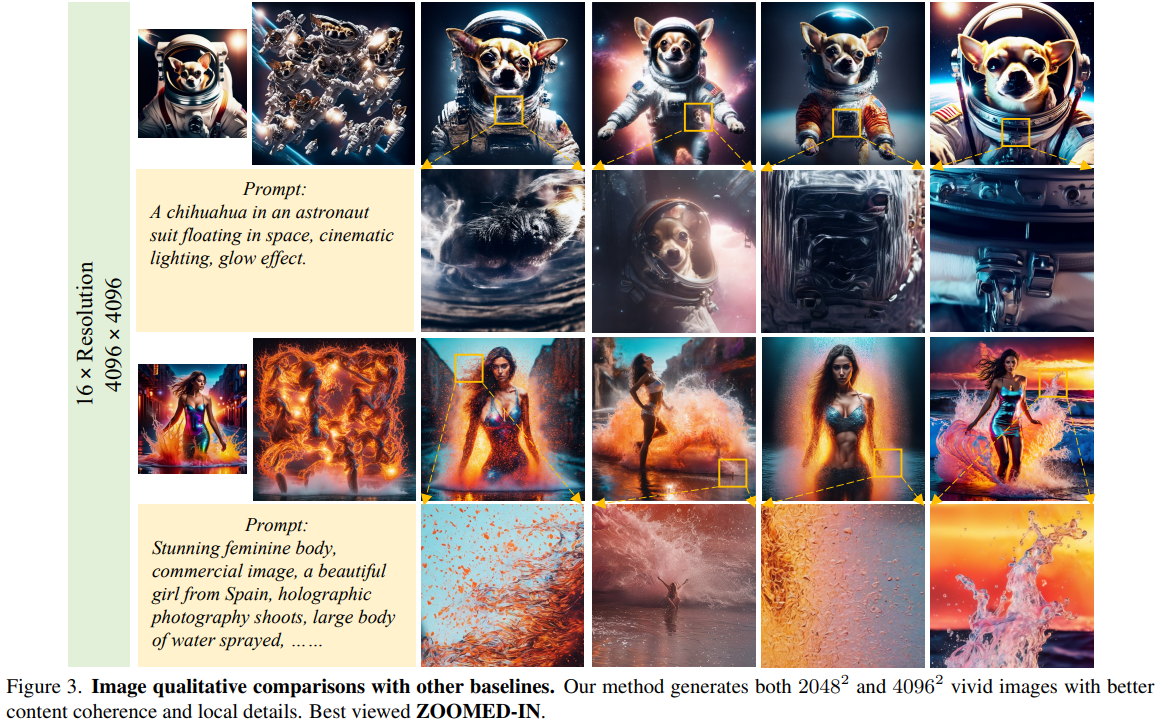 16 × Resolution
4096 × 4096
Prompt:
A chihuahua in an astronaut
suit floating in space, cinematic
lighting, glow effect.
Prompt:
Stunning feminine body,
commercial image, a beautiful
girl from Spain, holographic
photography shoots, large body
of water sprayed, ……
Figure 3. Image qualitative comparisons with other baselines. Our method generates both 2048² and 4096² vivid images with better
content coherence and local details. Best viewed ZOOMED-IN.